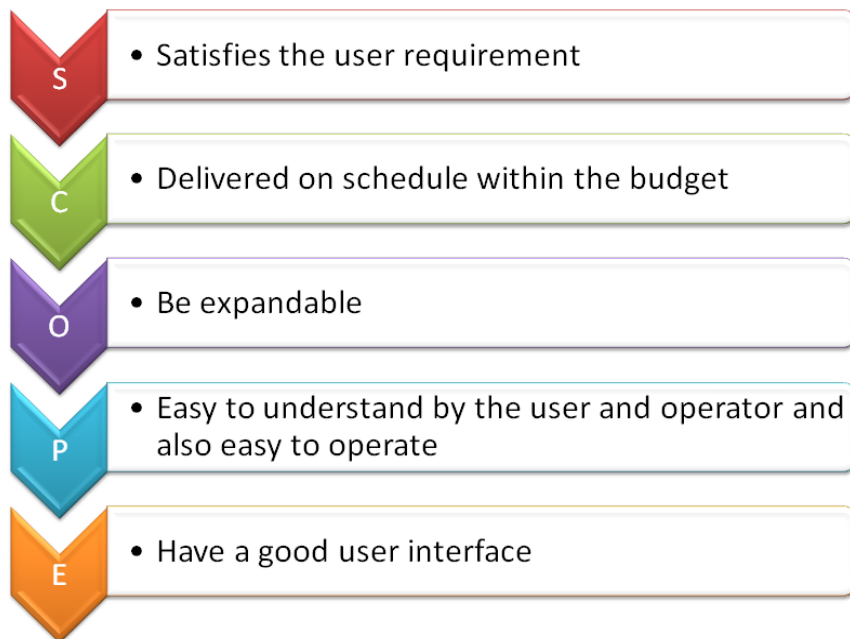 S
• Satisfies the user requirement
C
• Delivered on schedule within the budget
O
• Be expandable
P
• Easy to understand by the user and operator and
also easy to operate
E
• Have a good user interface